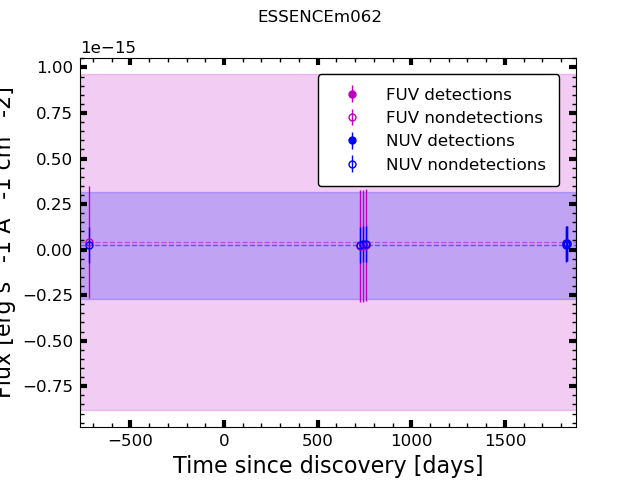 ESSENCEm062
1e−15
1.00
0.75
0.50
0.25
0.00
−0.25
−0.50
−0.75
FUV detections
FUV nondetections
NUV detections
NUV nondetections
−500
0
500
1000
1500
Time since discovery [days]
Flux [erg s -1 A -1 cm -2]